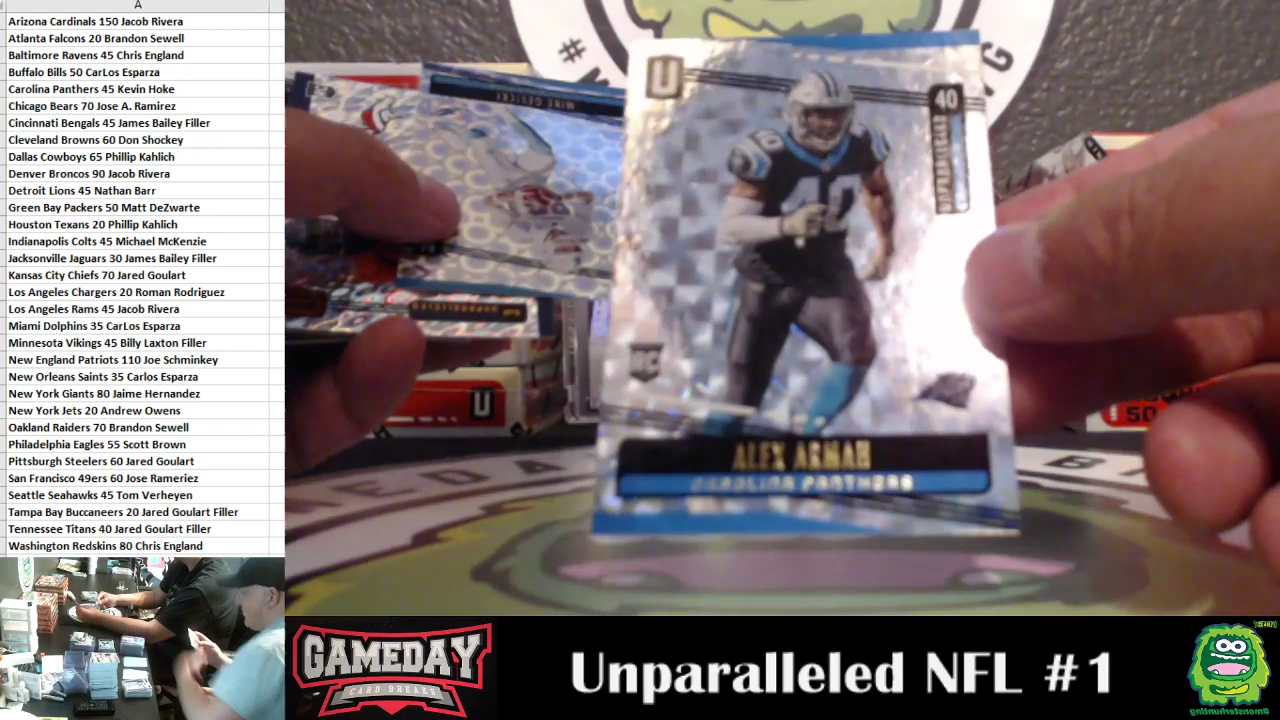 A
Arizona Cardinals 150 Jacob Rivera
Atlanta Falcons 20 Brandon Sewell
Baltimore Ravens 45 Chris England
Buffalo Bills 50 CarLos Esparza
Carolina Panthers 45 Kevin Hoke
Chicago Bears 70 Jose A. Ramirez
Cincinnati Bengals 45 James Bailey Filler
Cleveland Browns 60 Don Shockey
Dallas Cowboys 65 Phillip Kahlich
Denver Broncos 90 Jacob Rivera
Detroit Lions 45 Nathan Barr
Green Bay Packers 50 Matt DeZwarte
Houston Texans 20 Phillip Kahlich
Indianapolis Colts 45 Michael McKenzie
Jacksonville Jaguars 30 James Bailey Filler
Kansas City Chiefs 70 Jared Goulart
Los Angeles Chargers 20 Roman Rodriguez
Los Angeles Rams 45 Jacob Rivera
Miami Dolphins 35 CarLos Esparza
Minnesota Vikings 45 Billy Laxton Filler
New England Patriots 110 Joe Schminkey
New Orleans Saints 35 Carlos Esparza
New York Giants 80 Jaime Hernandez
New York Jets 20 Andrew Owens
Oakland Raiders 70 Brandon Sewell
Philadelphia Eagles 55 Scott Brown
Pittsburgh Steelers 60 Jared Goulart
San Francisco 49ers 60 Jose Rameriez
Seattle Seahawks 45 Tom Verheyen
Tampa Bay Buccaneers 20 Jared Goulart Filler
Tennessee Titans 40 Jared Goulart Filler
Washington Redskins 80 Chris England
MIKE GESICKI
U
40
UNPARALLELED
40
RC
ALEX ARMAH
CAROLINA PANTHERS
U
50
GAMEDAY
CARD BREAKS
Unparalleled NFL #1
#monsterhunting